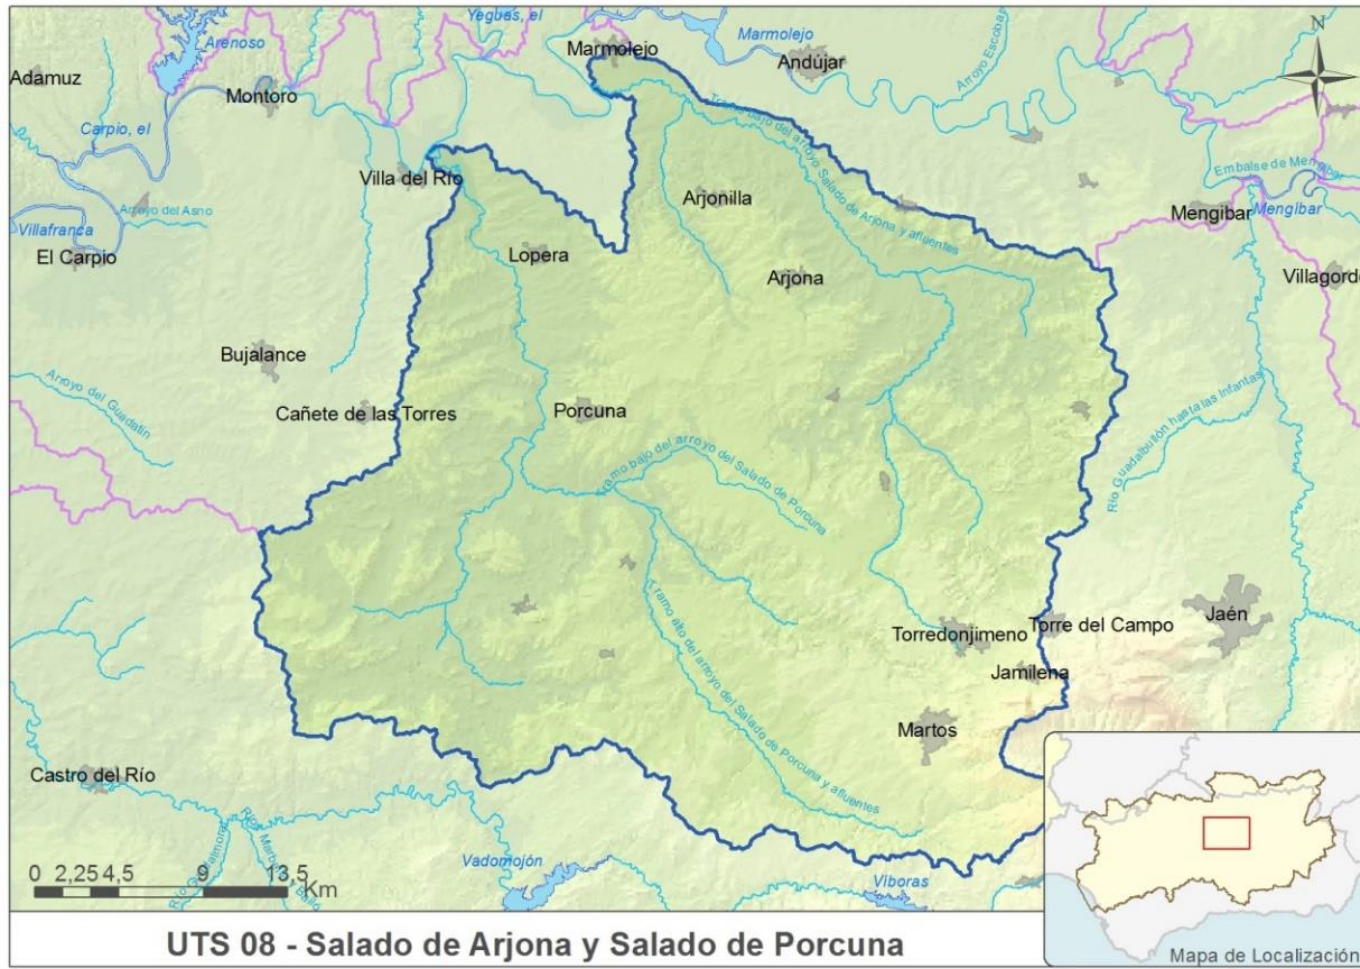 Yeguas, el
Arenoso
Marmolejo
Marmolejo
Andújar
Arroyo Escobar
N
Adamuz
Montoro
Carpio, el
Villa del Río
Tramo bajo del arroyo Salado de Arjona y afluentes
Embalse de Mengibar
Arroyo del Asno
Villafranca
El Carpio
Arjonilla
Mengibar
Mengibar
Lopera
Arjona
Villagord
Bujalance
Arroyo del Guadatín
Cañete de las Torres
Porcuna
Tramo bajo del arroyo del Salado de Porcuna
Río Guadalbullón hasta las Infantas
Tramo alto del arroyo del Salado de Porcuna y afluentes
Torredonjimeno
Torre del Campo
Jaén
Jamilena
Martos
Castro del Río
Vadomojón
Víboras
0 2,25 4,5 9 13,5
Km
UTS 08 - Salado de Arjona y Salado de Porcuna
Mapa de Localización